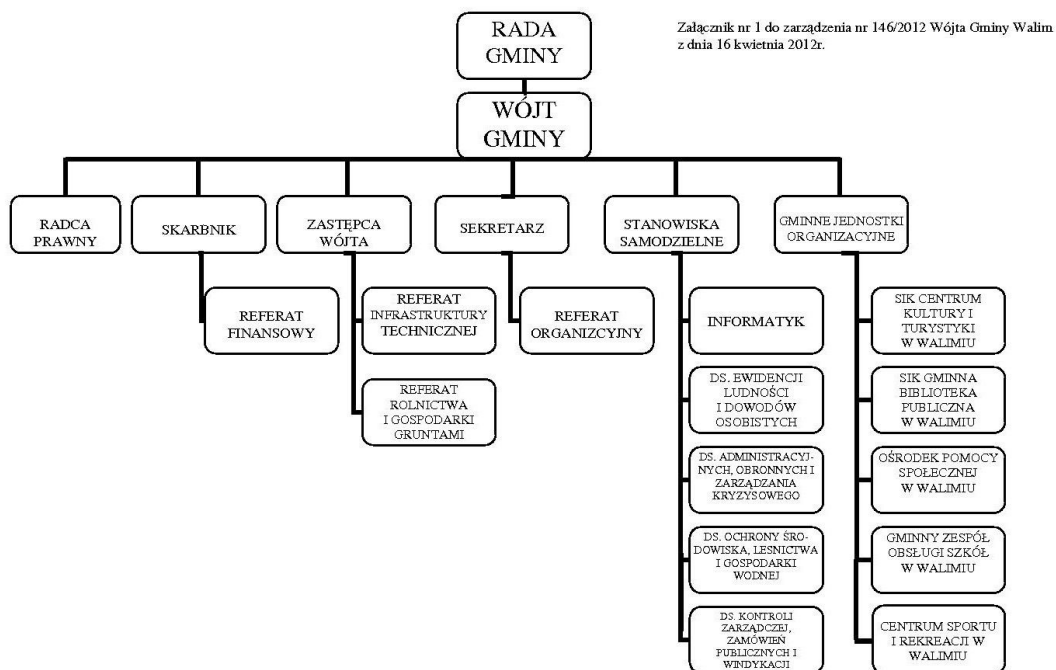 RADA
GMINY
Załącznik nr 1 do zarządzenia nr 146/2012 Wójta Gminy Walim
z dnia 16 kwietnia 2012r.
WÓJT
GMINY
RADCA
PRAWNY
SKARBNIK
ZASTĘPCA
WÓJTA
SEKRETARZ
STANOWISKA
SAMODZIELNE
GMINNE JEDNOSTKI
ORGANIZACYJNE
REFERAT
FINANSOWY
REFERAT
INFRASTRUKTURY
TECHNICZNEJ
REFERAT
ROLNICTWA
I GOSPODARKI
GRUNTAMI
REFERAT
ORGANIZCYJNY
INFORMATYK
DS. EWIDENCJI
LUDNOŚCI
I DOWODÓW
OSOBISTYCH
DS. ADMINISTRACYJ-
NYCH, OBRONNYCH I
ZARZĄDZANIA
KRYZYSOWEGO
DS. OCHRONY ŚRO-
DOWISKA, LESNICTWA
I GOSPODARKI
WODNEJ
DS. KONTROLI
ZARZĄDCZEJ,
ZAMÓWIEŃ
PUBLICZNYCH I
WINDYKACJI
SIK CENTRUM
KULTURY I
TURYSTYKI
W WALIMIU
SIK GMINNA
BIBLIOTEKA
PUBLICZNA
W WALIMIU
OŚRODEK POMOCY
SPOŁECZNEJ
W WALIMIU
GMINNY ZESPÓŁ
OBSŁUGI SZKÓŁ
W WALIMIU
CENTRUM SPORTU
I REKREACJI W
WALIMIU